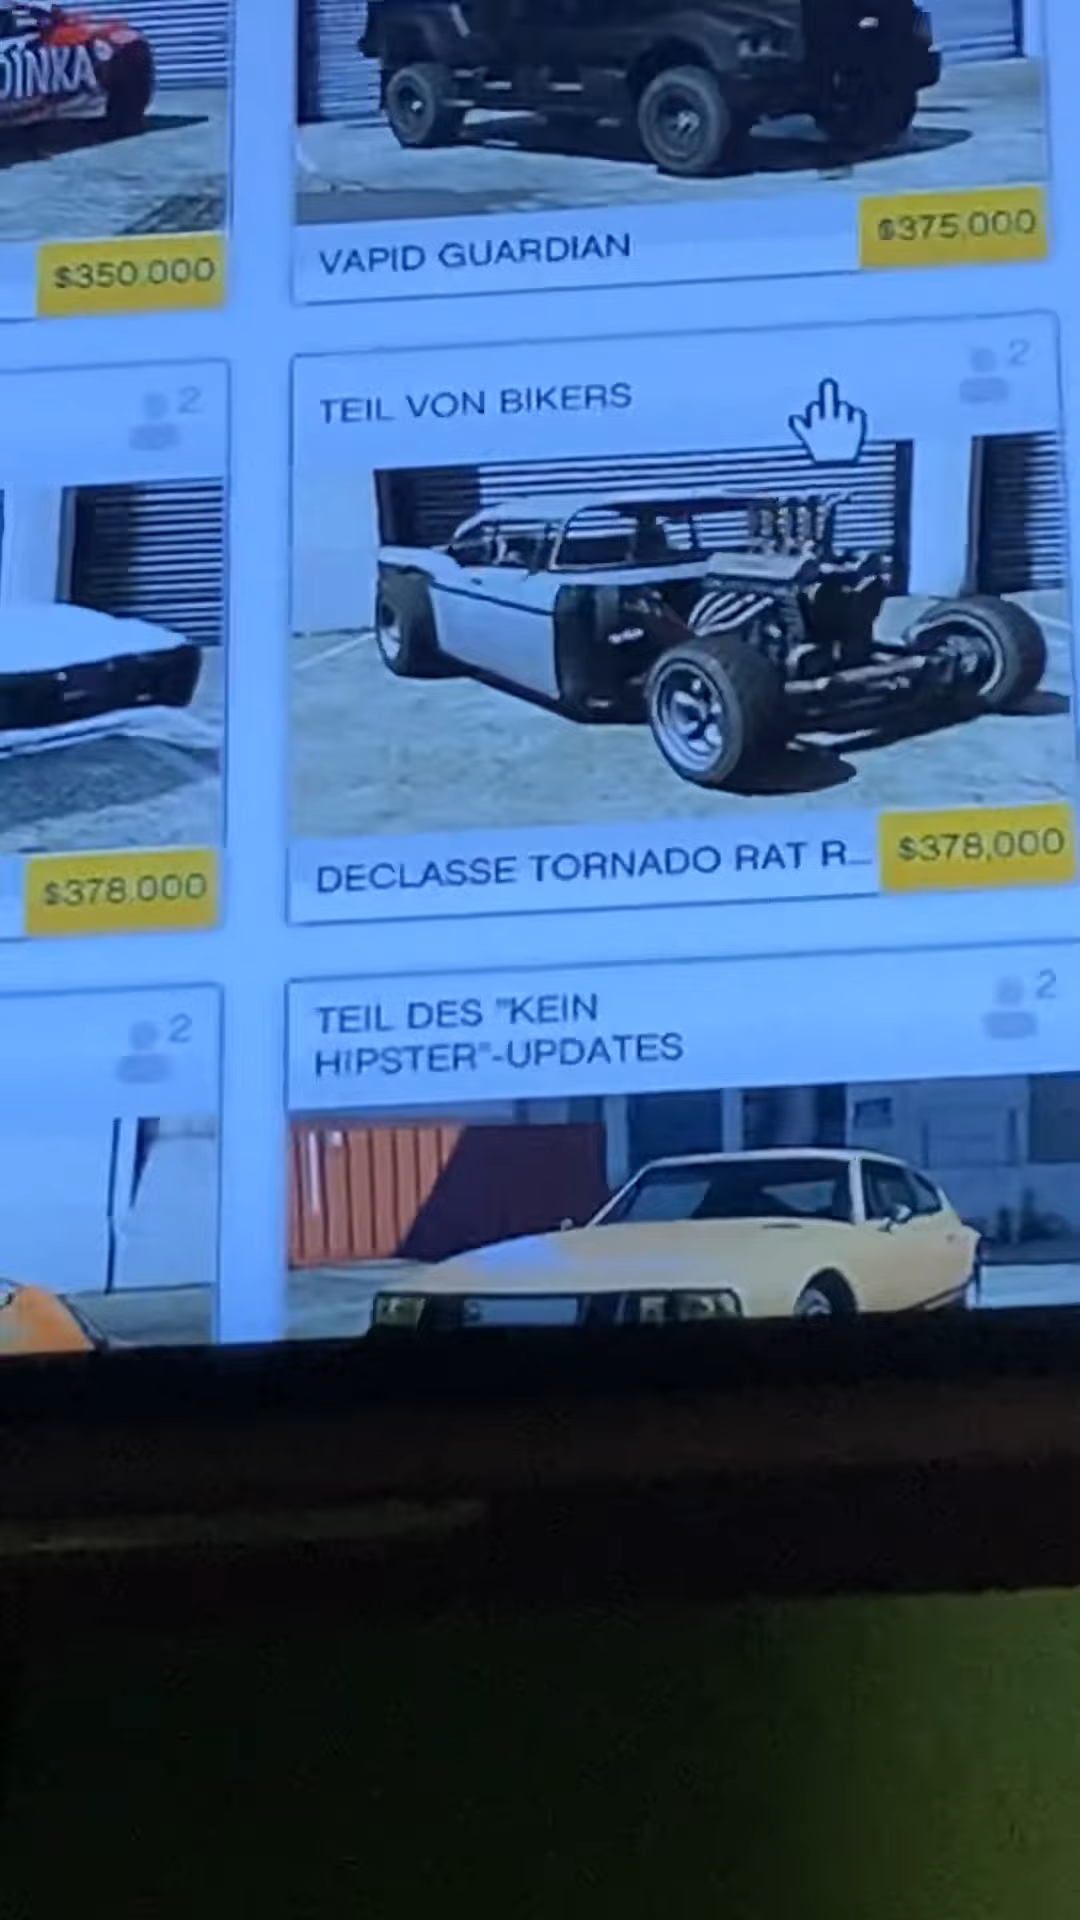 DINKA
$350,000
VAPID GUARDIAN
$375,000
2
TEIL VON BIKERS
2
$378,000
DECLASSE TORNADO RAT R...
$378,000
2
TEIL DES "KEIN
HIPSTER"-UPDATES
2